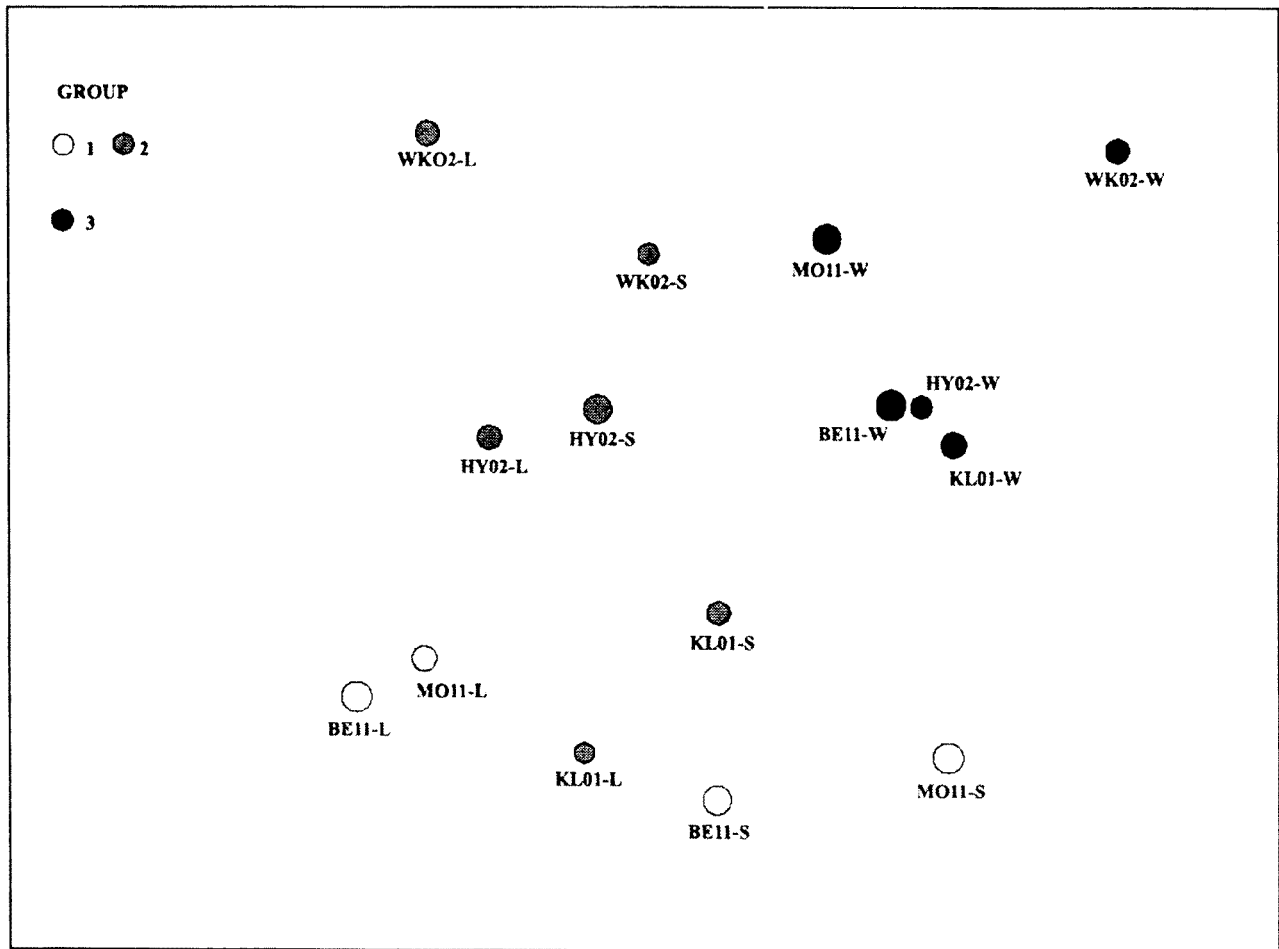 GROUP
1 2
3
WKO2-L
WK02-W
WK02-S
MO11-W
HY02-W
BE11-W
HY02-S
HY02-L
KL01-W
KL01-S
MO11-L
BE11-L
KL01-L
MO11-S
BE11-S